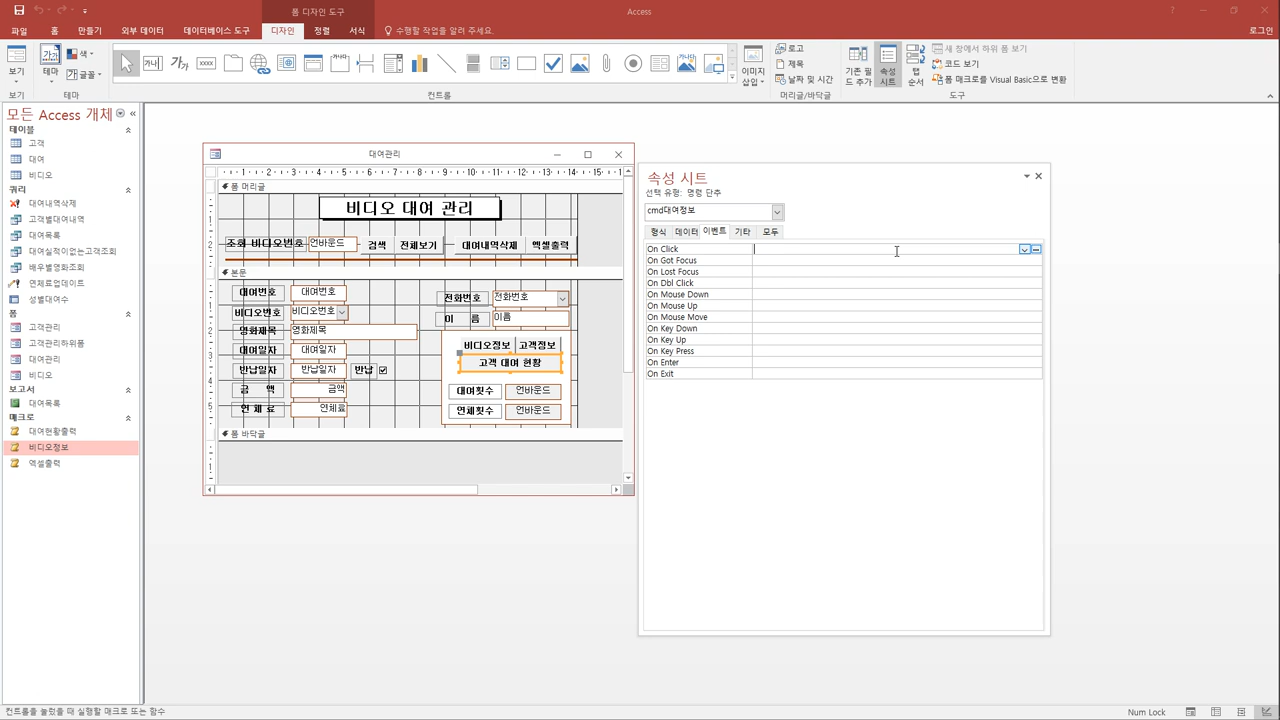 폼 디자인 도구
Access
파일
홈
만들기
외부 데이터
데이터베이스 도구
디자인
정렬
서식
수행할 작업을 알려 주세요.
로그인
보기
테마
색
글꼴
가나
xxxx
이미지 삽입
로고
제목
날짜 및 시간
기존 필드 추가
속성 시트
탭 순서
새 창에서 하위 폼 보기
코드 보기
폼 매크로를 Visual Basic으로 변환
보기
테마
컨트롤
머리글/바닥글
도구
모든 Access 개체
테이블
고객
대여
비디오
쿼리
대여내역삭제
고객별대여내역
대여목록
대여실적이없는고객조회
배우별영화조회
연체료업데이트
성별대여수
폼
고객관리
고객관리하위폼
대여관리
비디오
보고서
대여목록
매크로
대여현황출력
비디오정보
액셀출력
대여관리
폼 머리글
비디오 대여 관리
조회 비디오번호
언바운드
검색
전체보기
대여내역삭제
엑셀출력
본문
대여번호
대여번호
전화번호
전화번호
비디오번호
비디오번호
이 름
이름
영화제목
영화제목
대여일자
대여일자
비디오정보
고객정보
반납일자
반납일자
반납
고객 대여 현황
금 액
금액
대여횟수
언바운드
연 체 료
연체료
연체횟수
언바운드
폼 바닥글
속성 시트
선택 유형: 명령 단추
cmd대여정보
형식
데이터
이벤트
기타
모두
On Click
On Got Focus
On Lost Focus
On Dbl Click
On Mouse Down
On Mouse Up
On Mouse Move
On Key Down
On Key Up
On Key Press
On Enter
On Exit
컨트롤을 눌렀을 때 실행할 매크로 또는 함수
Num Lock